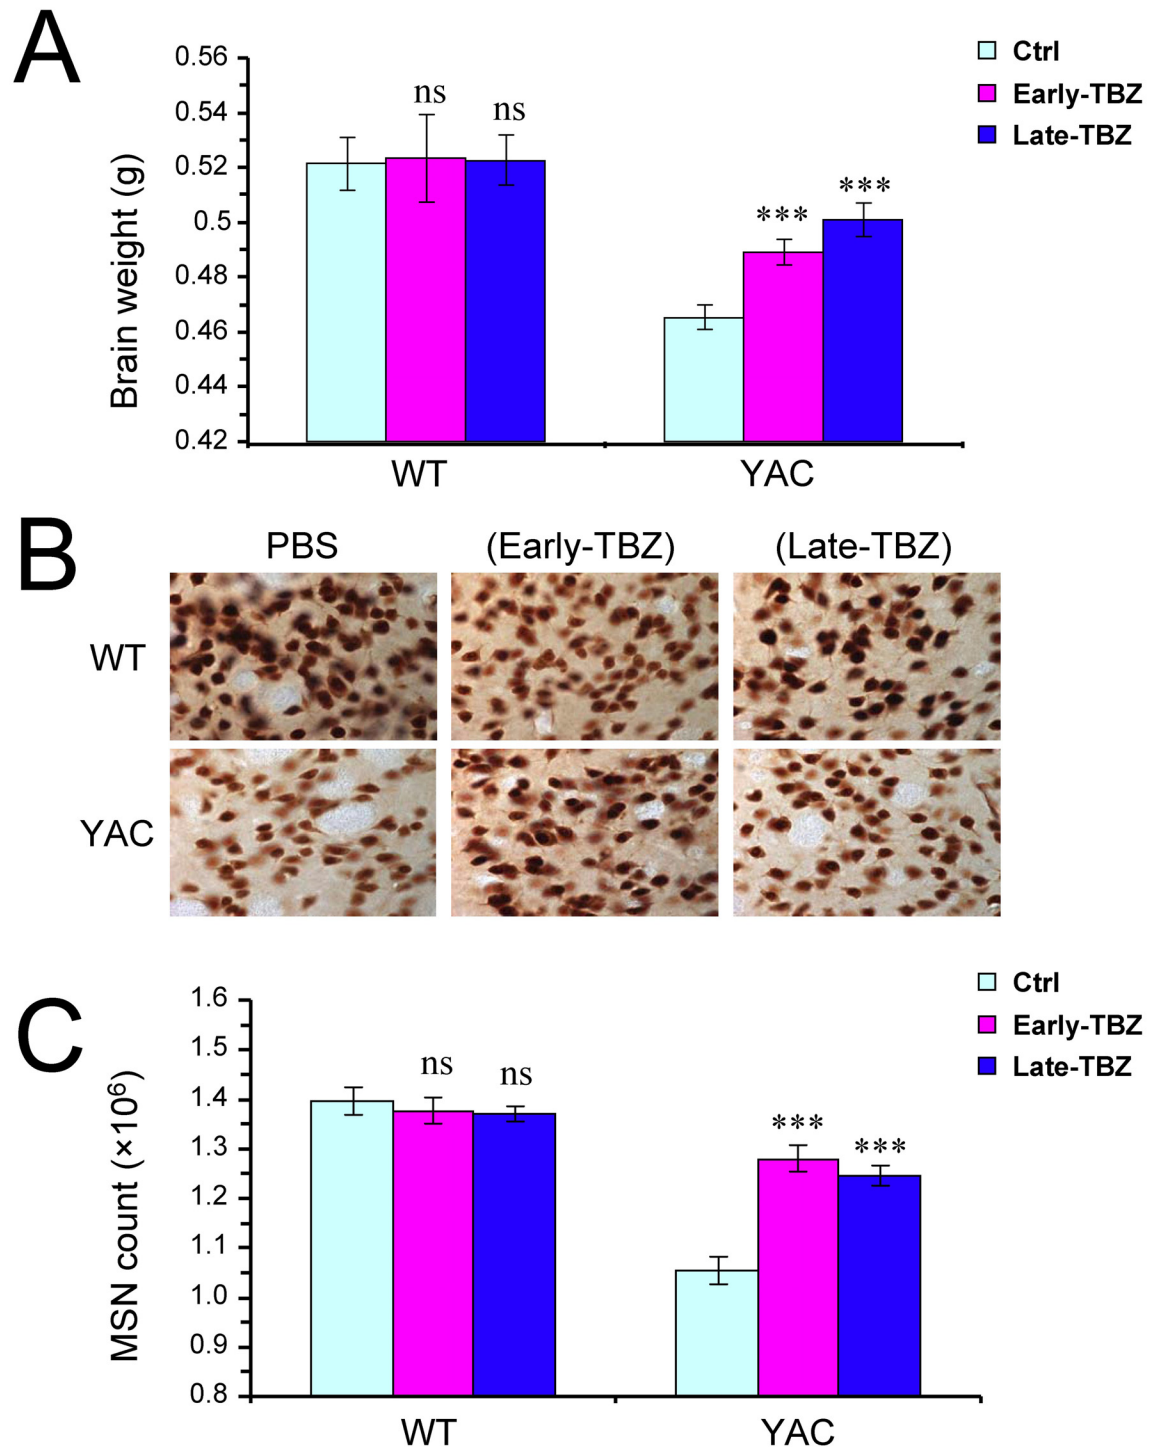 A
Ctrl
Early-TBZ
Late-TBZ
0.56
0.54
0.52
0.5
0.48
0.46
0.44
0.42
Brain weight (g)
ns
ns
***
***
WT
YAC
B
PBS
(Early-TBZ)
(Late-TBZ)
WT
YAC
C
Ctrl
Early-TBZ
Late-TBZ
1.6
1.5
1.4
1.3
1.2
1.1
1.0
0.9
0.8
MSN count (×10⁶)
ns
ns
***
***
WT
YAC